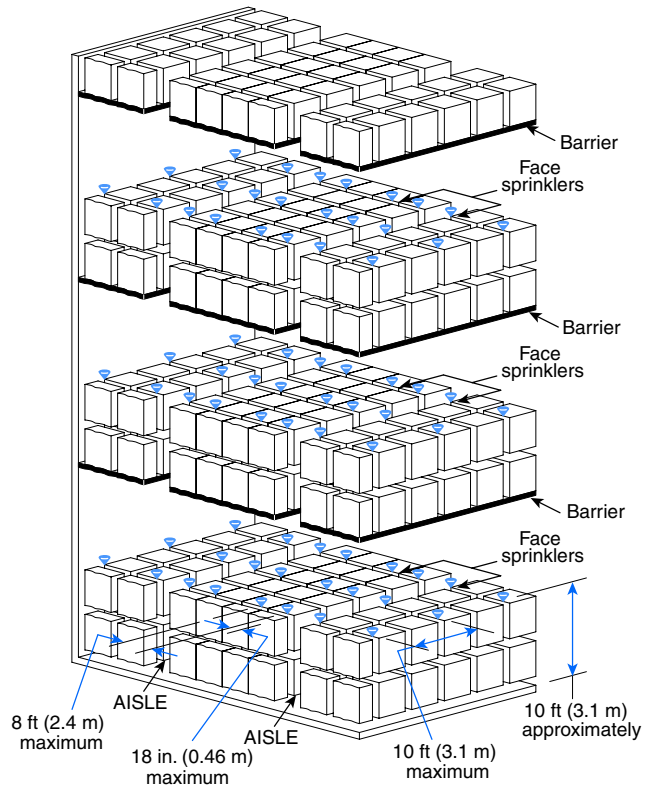 Barrier
Face
sprinklers
Barrier
Face
sprinklers
Barrier
Face
sprinklers
AISLE
8 ft (2.4 m)
maximum
18 in. (0.46 m)
maximum
AISLE
10 ft (3.1 m)
maximum
10 ft (3.1 m)
approximately